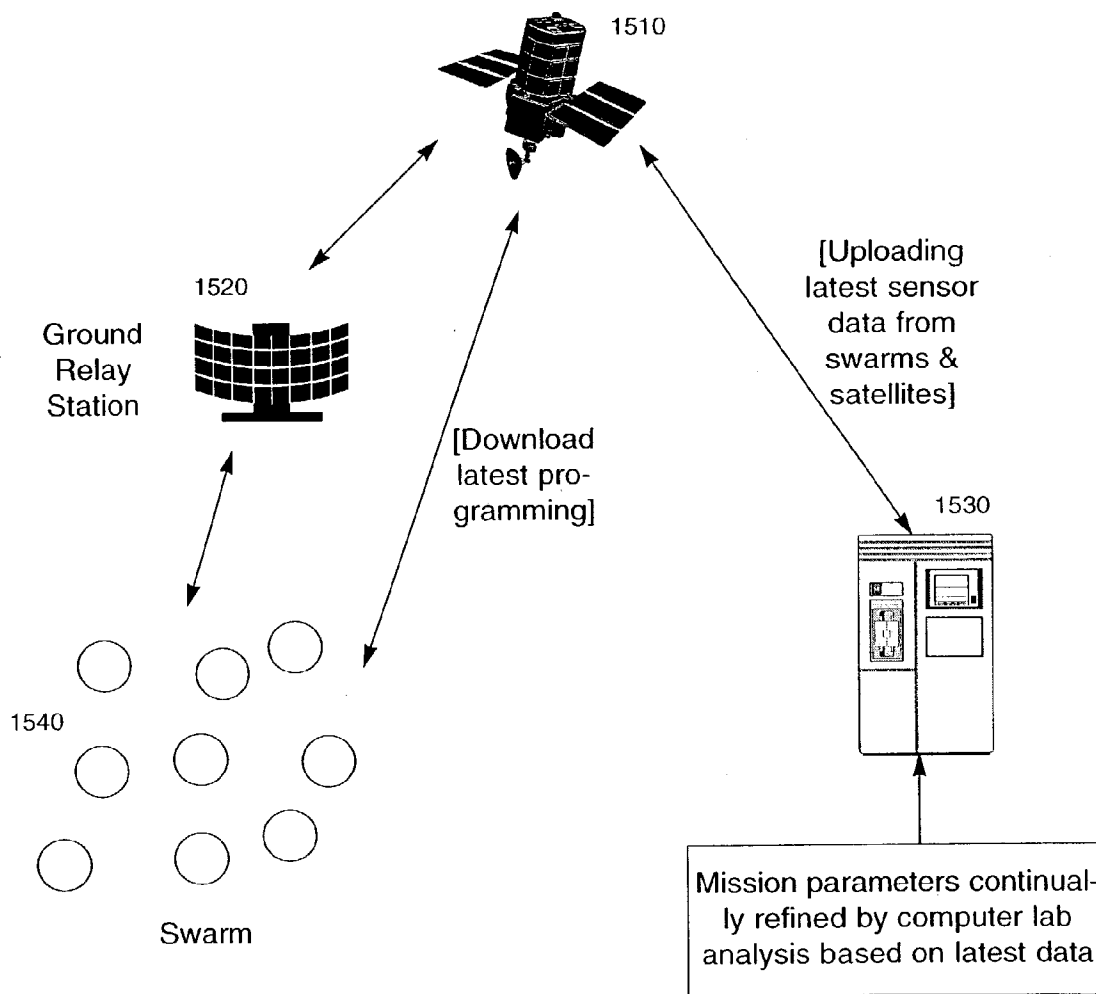 1510
1520
Ground
Relay
Station
[Uploading
latest sensor
data from
swarms &
satellites]
[Download
latest pro-
gramming]
1530
1540
Swarm
Mission parameters continual-
ly refined by computer lab
analysis based on latest data